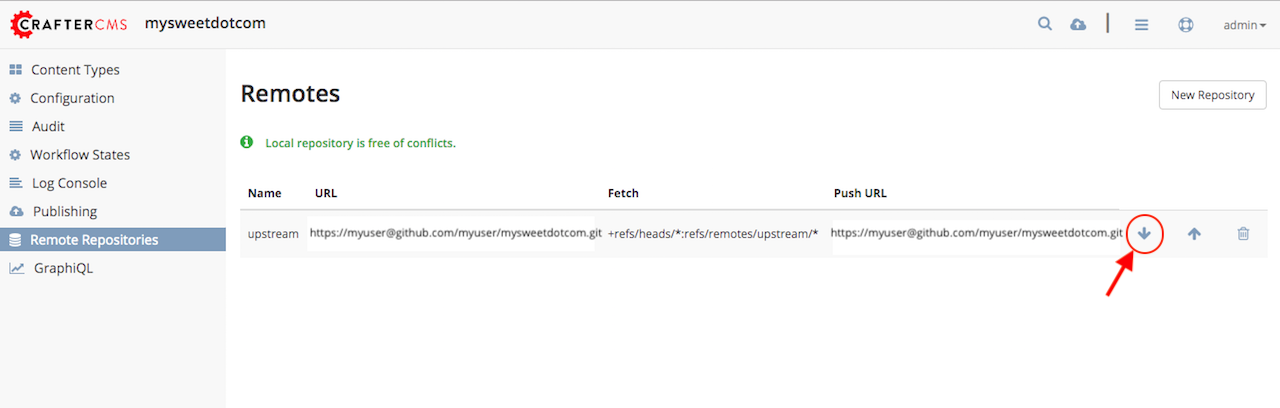 CRAFTERCMS mysweetdotcom admin
Content Types
Configuration
Audit
Workflow States
Log Console
Publishing
Remote Repositories
GraphiQL
Remotes
New Repository
Local repository is free of conflicts.
Name URL Fetch Push URL
upstream https://myuser@github.com/myuser/mysweetdotcom.git +refs/heads/*:refs/remotes/upstream/* https://myuser@github.com/myuser/mysweetdotcom.git